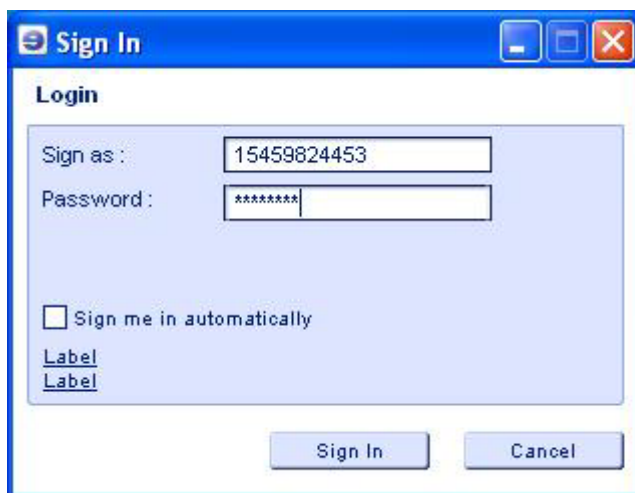 Sign In
Login
Sign as : 15459824453
Password : ********
Sign me in automatically
Label
Label
Sign In Cancel